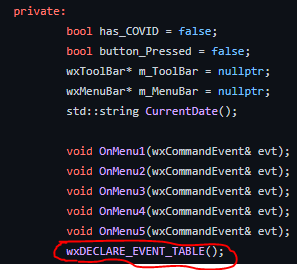 private:
bool has_COVID = false;
bool button_Pressed = false;
wxToolBar* m_ToolBar = nullptr;
wxMenuBar* m_MenuBar = nullptr;
std::string CurrentDate();
void OnMenu1(wxCommandEvent& evt);
void OnMenu2(wxCommandEvent& evt);
void OnMenu3(wxCommandEvent& evt);
void OnMenu4(wxCommandEvent& evt);
void OnMenu5(wxCommandEvent& evt);
wxDECLARE_EVENT_TABLE();